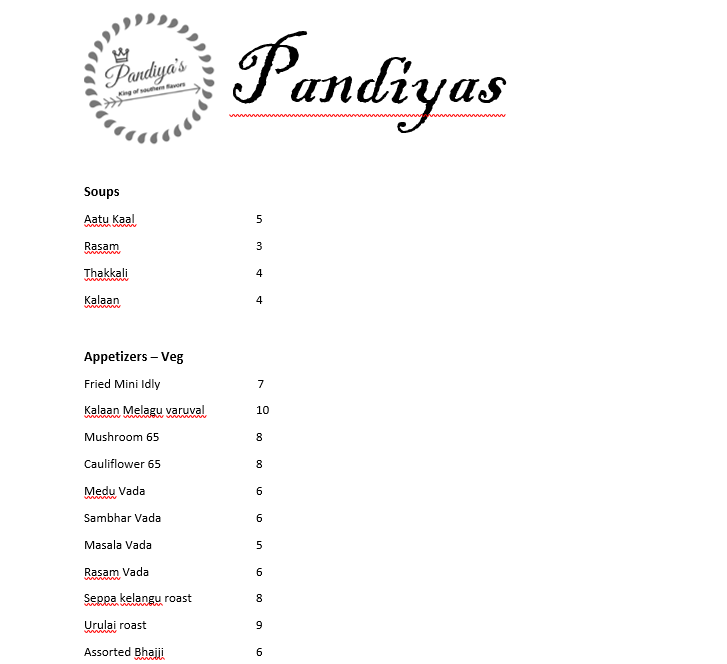 Pandiya's
King of southern flavors
Pandiyas
Soups
Aatu Kaal 5
Rasam 3
Thakkali 4
Kalaan 4
Appetizers – Veg
Fried Mini Idly 7
Kalaan Melagu varuval 10
Mushroom 65 8
Cauliflower 65 8
Medu Vada 6
Sambhar Vada 6
Masala Vada 5
Rasam Vada 6
Seppa kelangu roast 8
Urulai roast 9
Assorted Bhajji 6